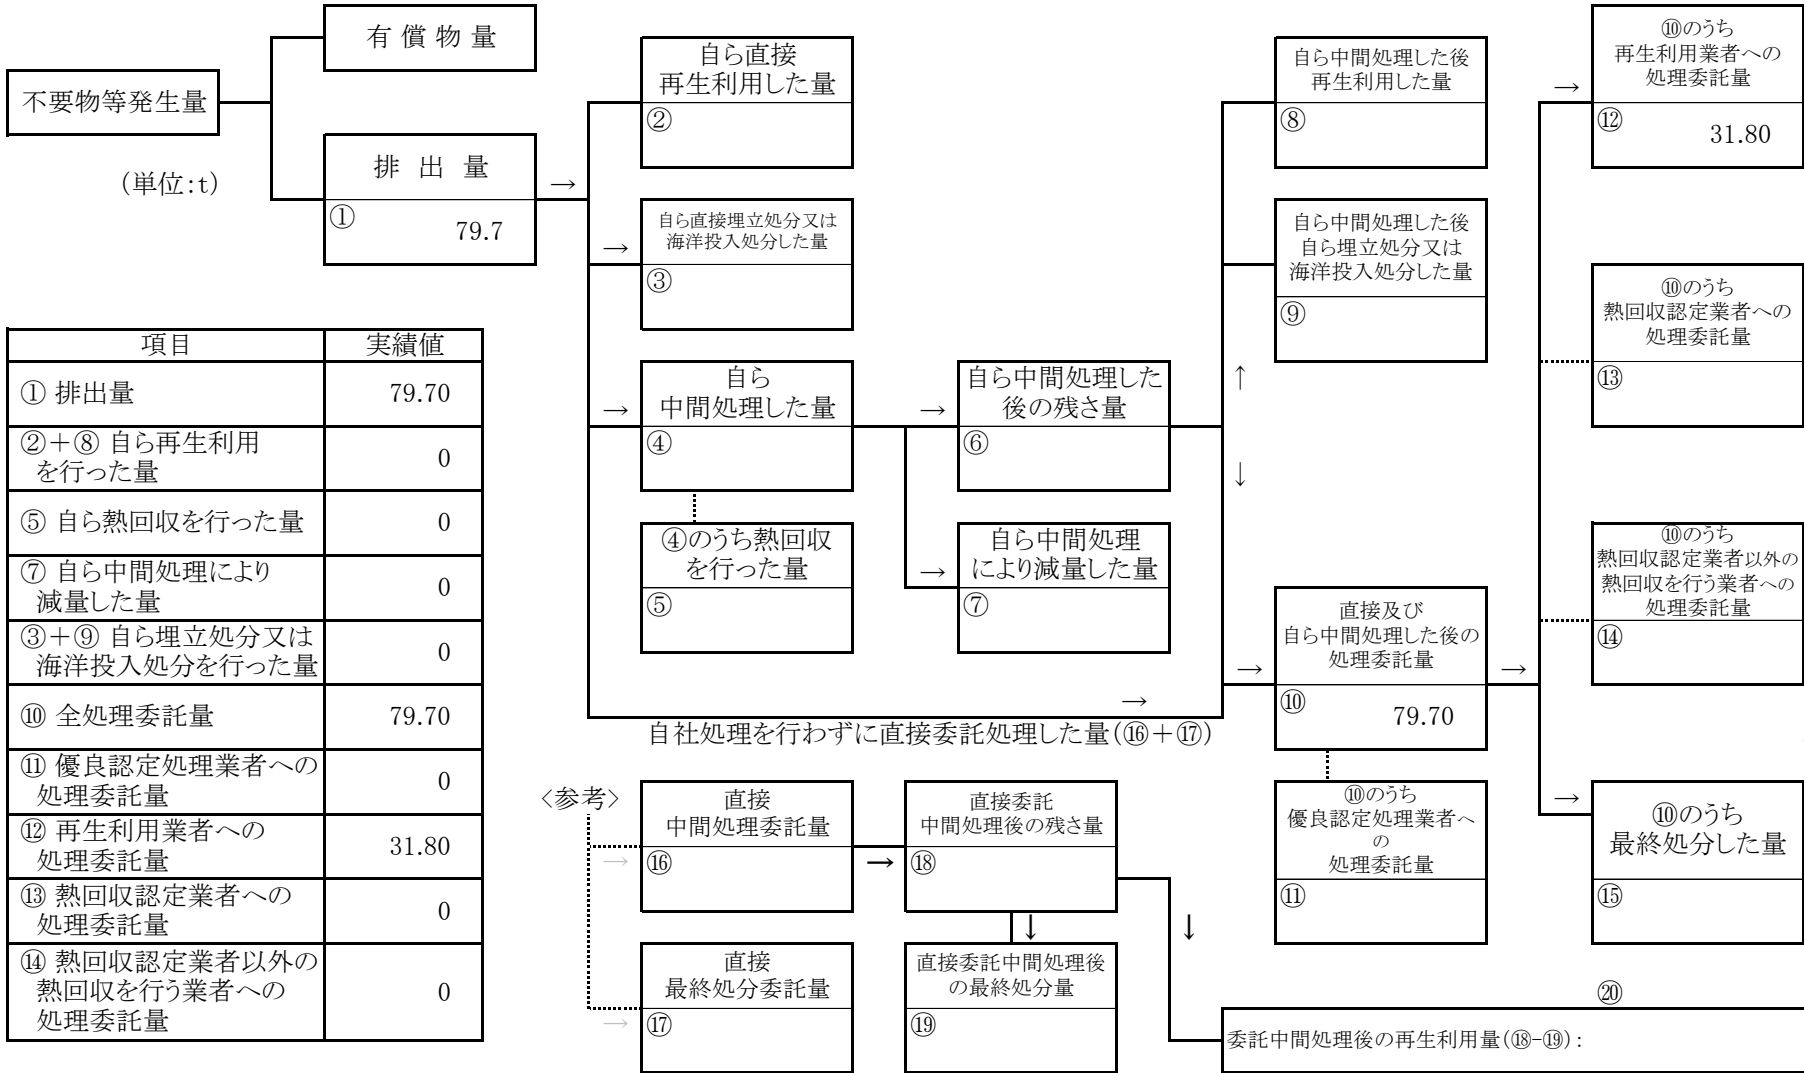 有 償 物 量
不要物等発生量
(単位:t)
排 出 量
①
79.7
→
自ら直接
再生利用した量
②
→
自ら直接埋立処分又は
海洋投入処分した量
③
→
自ら
中間処理した量
④
④のうち熱回収
を行った量
⑤
→
自ら中間処理した
後の残さ量
⑥
→
自ら中間処理
により減量した量
⑦
自ら中間処理した後
再生利用した量
⑧
自ら中間処理した後
自ら埋立処分又は
海洋投入処分した量
⑨
↑
↓
→
自社処理を行わずに直接委託処理した量(⑯+⑰)
→
直接及び
自ら中間処理した後の
処理委託量
⑩
79.70
→
⑩のうち
優良認定処理業者へ
の
処理委託量
⑪
→
⑩のうち
再生利用業者への
処理委託量
⑫
31.80
⑩のうち
熱回収認定業者への
処理委託量
⑬
⑩のうち
熱回収認定業者以外の
熱回収を行う業者への
処理委託量
⑭
→
⑩のうち
最終処分した量
⑮
項目 実績値
① 排出量 79.70
②+⑧ 自ら再生利用
を行った量 0
⑤ 自ら熱回収を行った量 0
⑦ 自ら中間処理により
減量した量 0
③+⑨ 自ら埋立処分又は
海洋投入処分を行った量 0
⑩ 全処理委託量 79.70
⑪ 優良認定処理業者への
処理委託量 0
⑫ 再生利用業者への
処理委託量 31.80
⑬ 熱回収認定業者への
処理委託量 0
⑭ 熱回収認定業者以外の
熱回収を行う業者への
処理委託量 0
〈参考〉
→
直接
中間処理委託量
⑯
→
直接委託
中間処理後の残さ量
⑱
→
直接
最終処分委託量
⑰
↓
直接委託中間処理後
の最終処分量
⑲
↓
⑳
委託中間処理後の再生利用量(⑱-⑲):